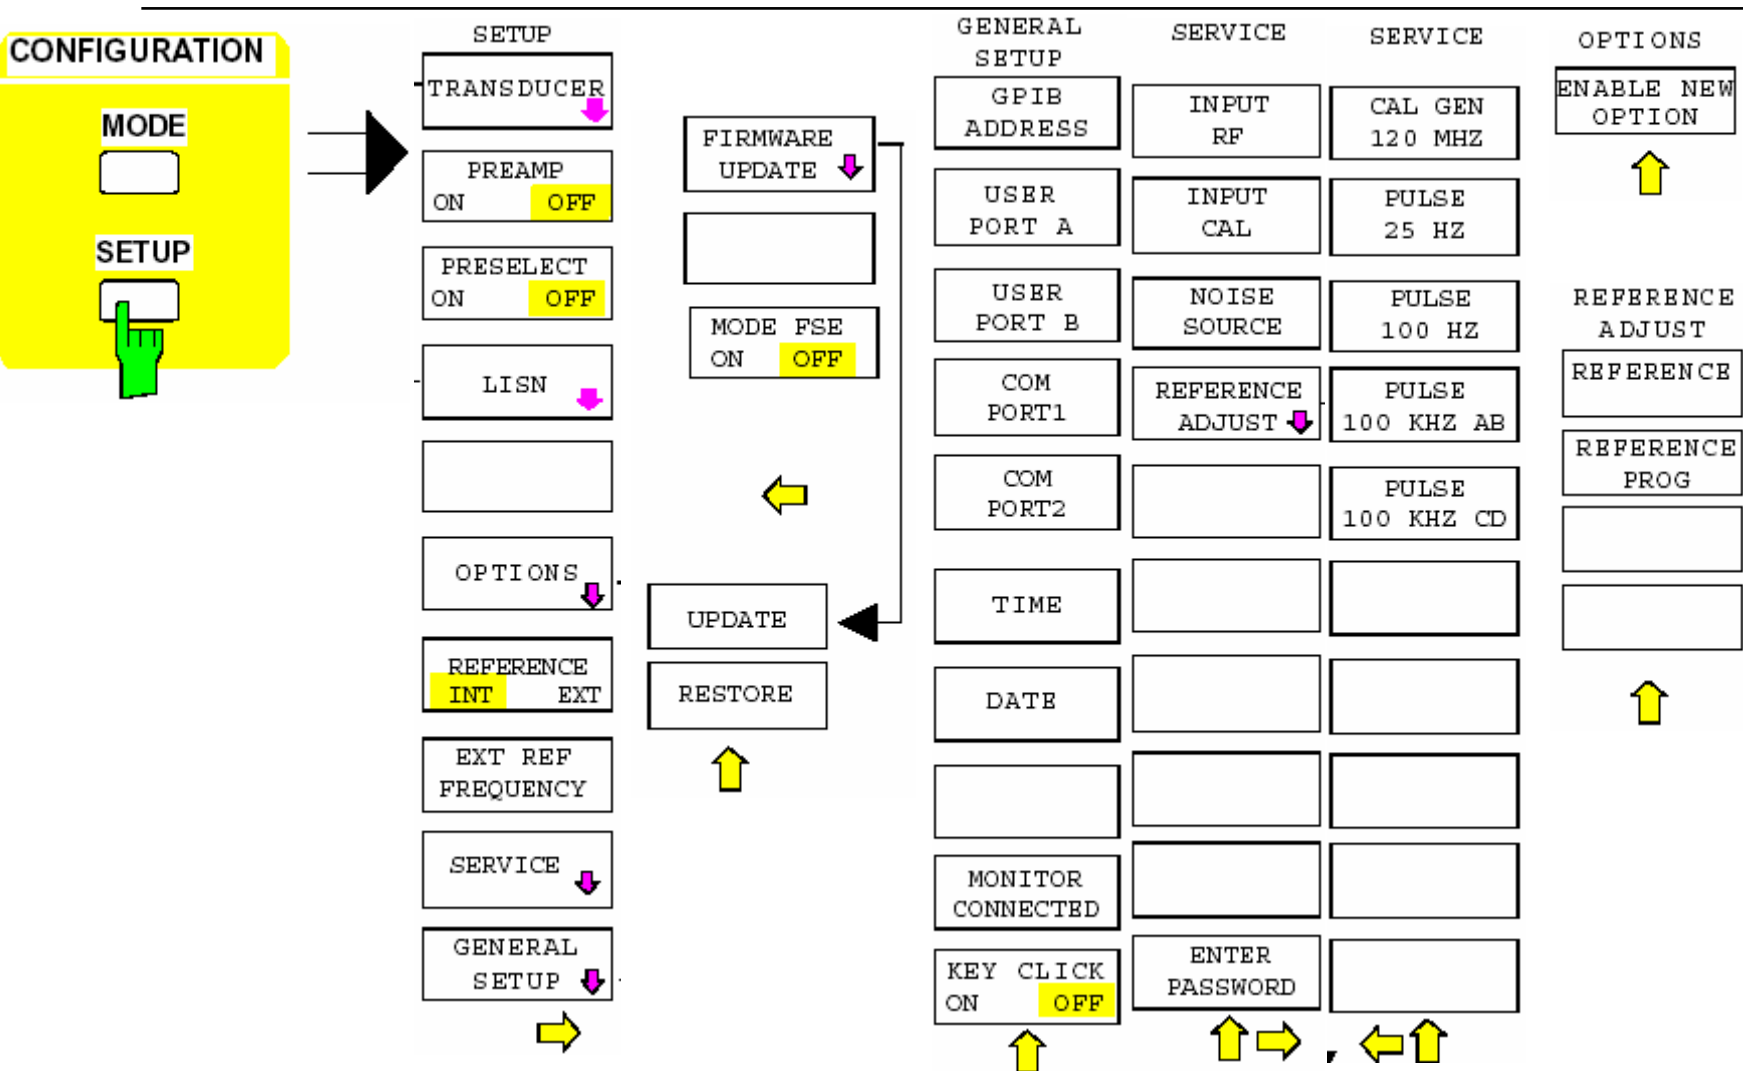 CONFIGURATION
MODE
SETUP
SETUP
TRANSDUCER
PREAMP
ON OFF
PRESELECT
ON OFF
LISN
OPTIONS
REFERENCE
INT EXT
EXT REF
FREQUENCY
SERVICE
GENERAL
SETUP
FIRMWARE
UPDATE
MODE FSE
ON OFF
UPDATE
RESTORE
GENERAL
SETUP
GPIB
ADDRESS
USER
PORT A
USER
PORT B
COM
PORT1
COM
PORT2
TIME
DATE
MONITOR
CONNECTED
KEY CLICK
ON OFF
SERVICE
INPUT
RF
INPUT
CAL
NOISE
SOURCE
REFERENCE
ADJUST
ENTER
PASSWORD
SERVICE
CAL GEN
120 MHZ
PULSE
25 HZ
PULSE
100 HZ
PULSE
100 KHZ AB
PULSE
100 KHZ CD
OPTIONS
ENABLE NEW
OPTION
REFERENCE
ADJUST
REFERENCE
REFERENCE
PROG